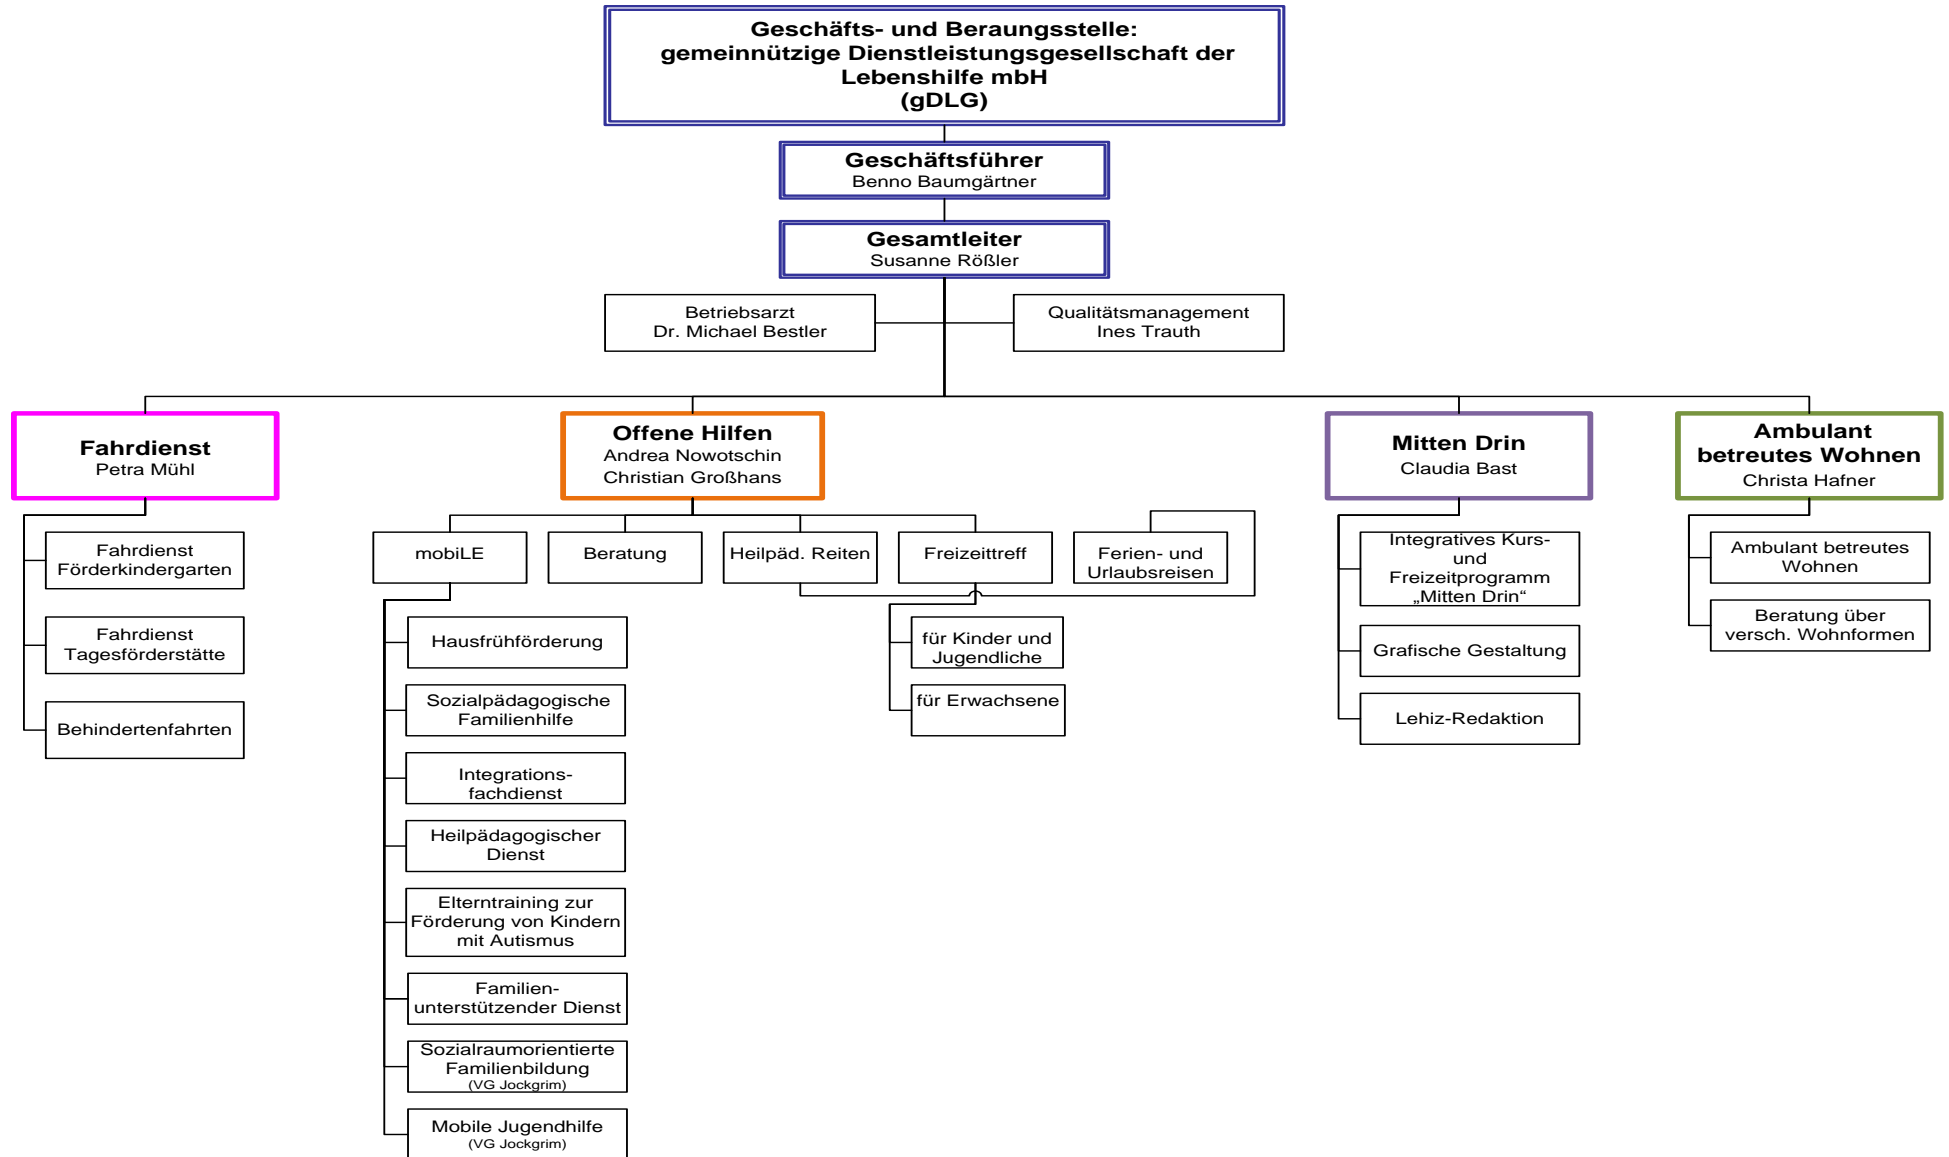 Geschäfts- und Beraungsstelle:
gemeinnützige Dienstleistungsgesellschaft der
Lebenshilfe mbH
(gDLG)
Geschäftsführer
Benno Baumgärtner
Gesamtleiter
Susanne Rößler
Betriebsarzt
Dr. Michael Bestler
Qualitätsmanagement
Ines Trauth
Fahrdienst
Petra Mühl
Offene Hilfen
Andrea Nowotschin
Christian Großhans
Mitten Drin
Claudia Bast
Ambulant
betreutes Wohnen
Christa Hafner
Fahrdienst
Förderkindergarten
Fahrdienst
Tagesförderstätte
Behindertenfahrten
mobiLE
Beratung
Heilpäd. Reiten
Freizeittreff
Ferien- und
Urlaubsreisen
Hausfrühförderung
Sozialpädagogische
Familienhilfe
Integrations-
fachdienst
Heilpädagogischer
Dienst
Elterntraining zur
Förderung von Kindern
mit Autismus
Familien-
unterstützender Dienst
Sozialraumorientierte
Familienbildung
(VG Jockgrim)
Mobile Jugendhilfe
(VG Jockgrim)
für Kinder und
Jugendliche
für Erwachsene
Integratives Kurs-
und
Freizeitprogramm
„Mitten Drin“
Grafische Gestaltung
Lehiz-Redaktion
Ambulant betreutes
Wohnen
Beratung über
versch. Wohnformen